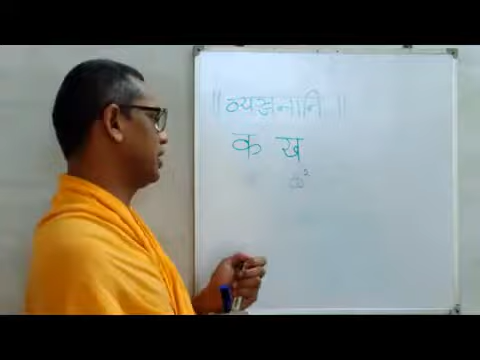 ॥ व्यञ्जनानि ॥
क ख